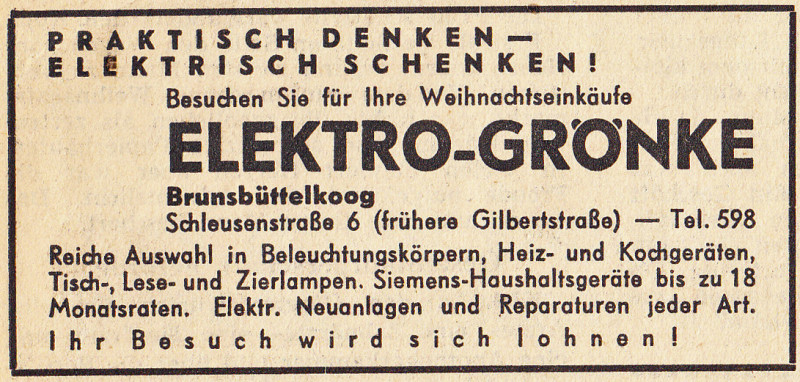 PRAKTISCH DENKEN —
ELEKTRISCH SCHENKEN!
Besuchen Sie für Ihre Weihnachtseinkäufe
ELEKTRO-GRÖNKE
Brunsbüttelkoog
Schleusenstraße 6 (frühere Gilbertstraße) — Tel. 598
Reiche Auswahl in Beleuchtungskörpern, Heiz- und Kochgeräten,
Tisch-, Lese- und Zierlampen. Siemens-Haushaltsgeräte bis zu 18
Monatsraten. Elektr. Neuanlagen und Reparaturen jeder Art.
Ihr Besuch wird sich lohnen!